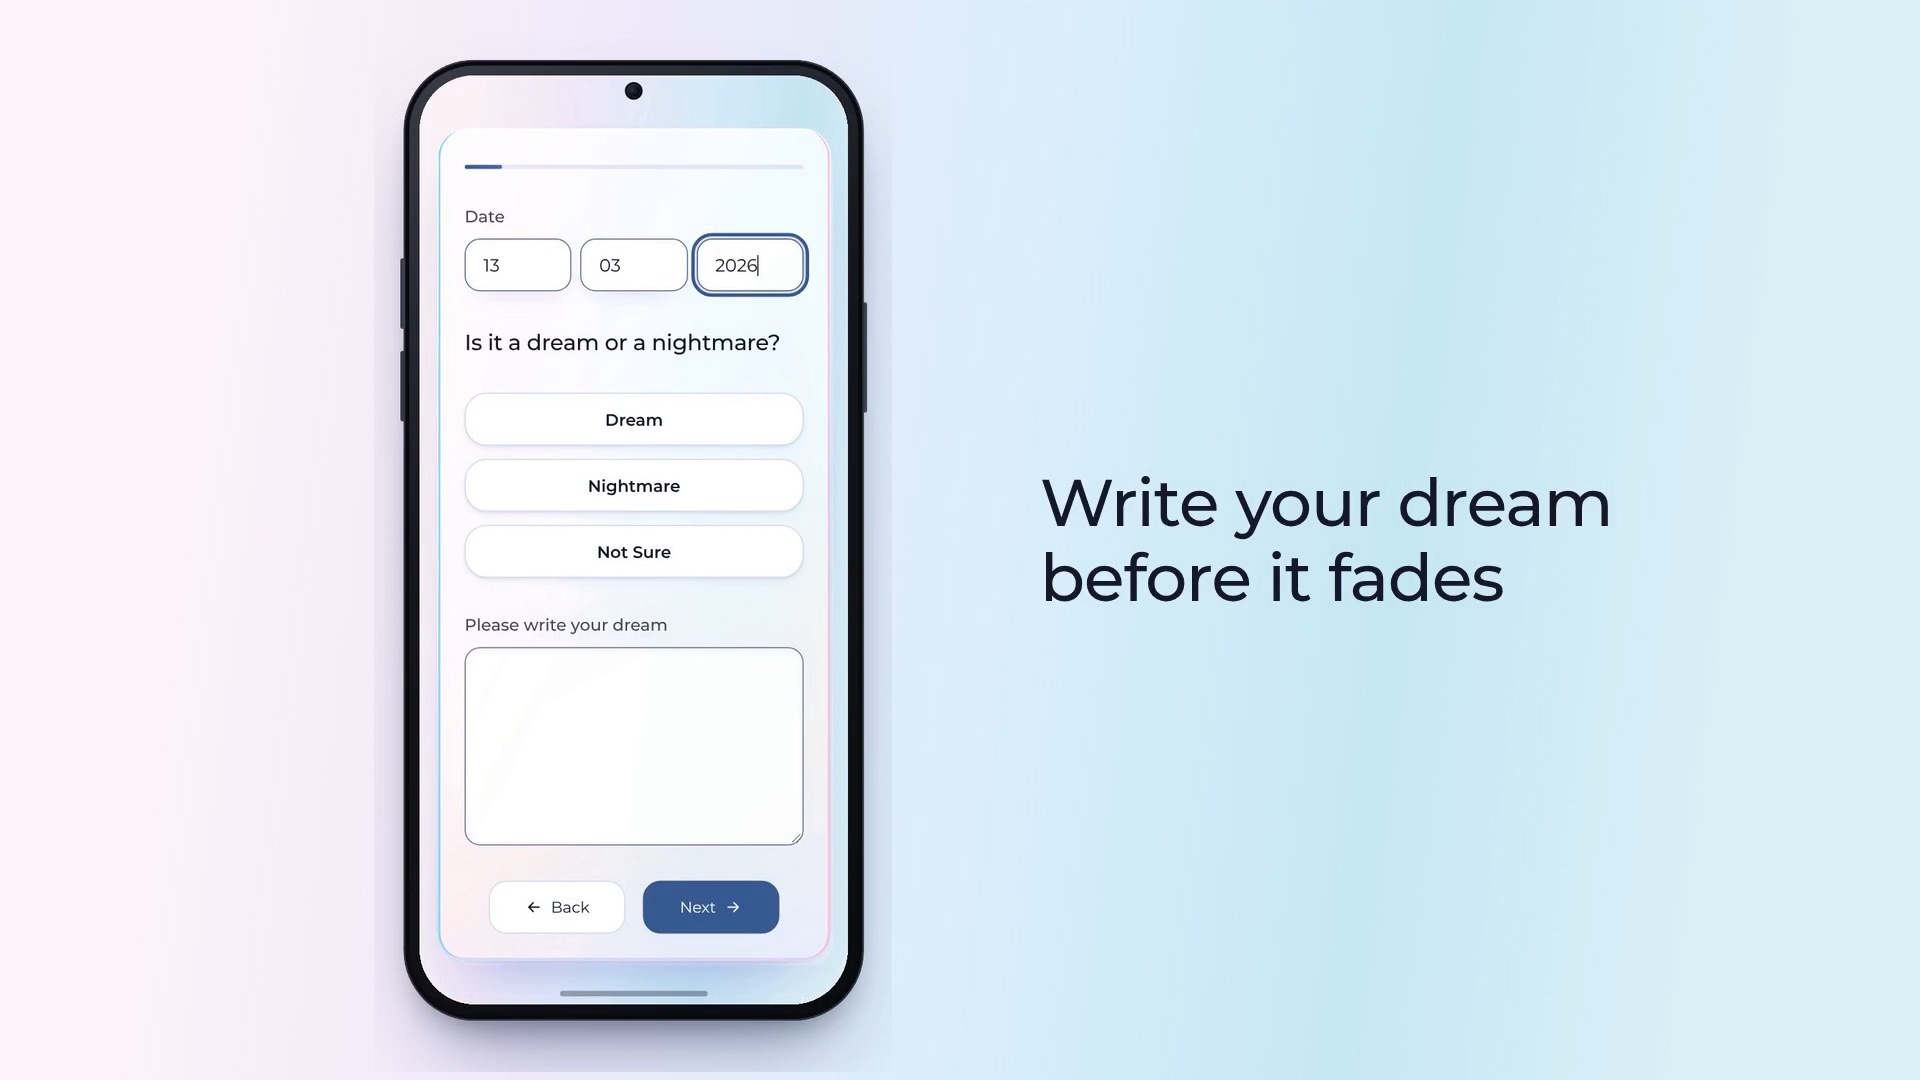 Date
13 03 2026
Is it a dream or a nightmare?
Dream
Nightmare
Not Sure
Please write your dream
← Back Next →
Write your dream
before it fades